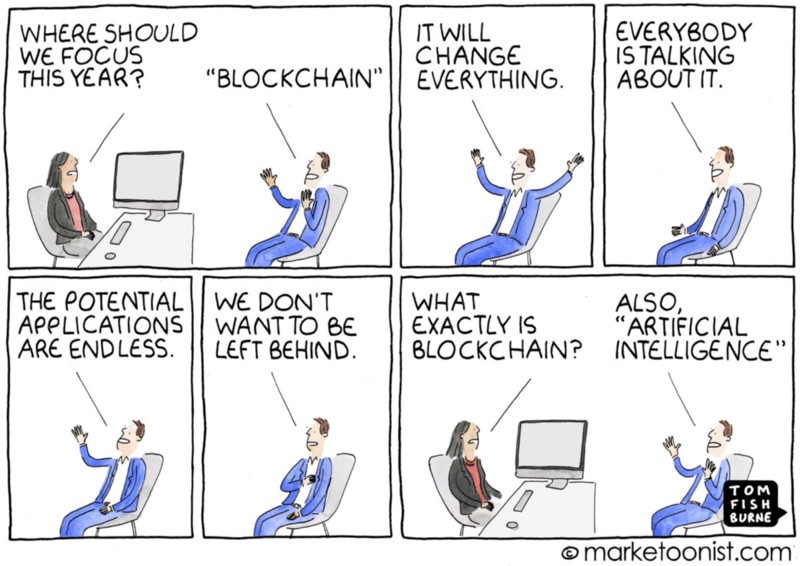 WHERE SHOULD
WE FOCUS
THIS YEAR?
"BLOCKCHAIN"
IT WILL
CHANGE
EVERYTHING.
EVERYBODY
IS TALKING
ABOUT IT.
THE POTENTIAL
APPLICATIONS
ARE ENDLESS.
WE DON'T
WANT TO BE
LEFT BEHIND.
WHAT
EXACTLY IS
BLOCKCHAIN?
ALSO,
"ARTIFICIAL
INTELLIGENCE"
TOM
FISH
BURNE
© marketoonist.com